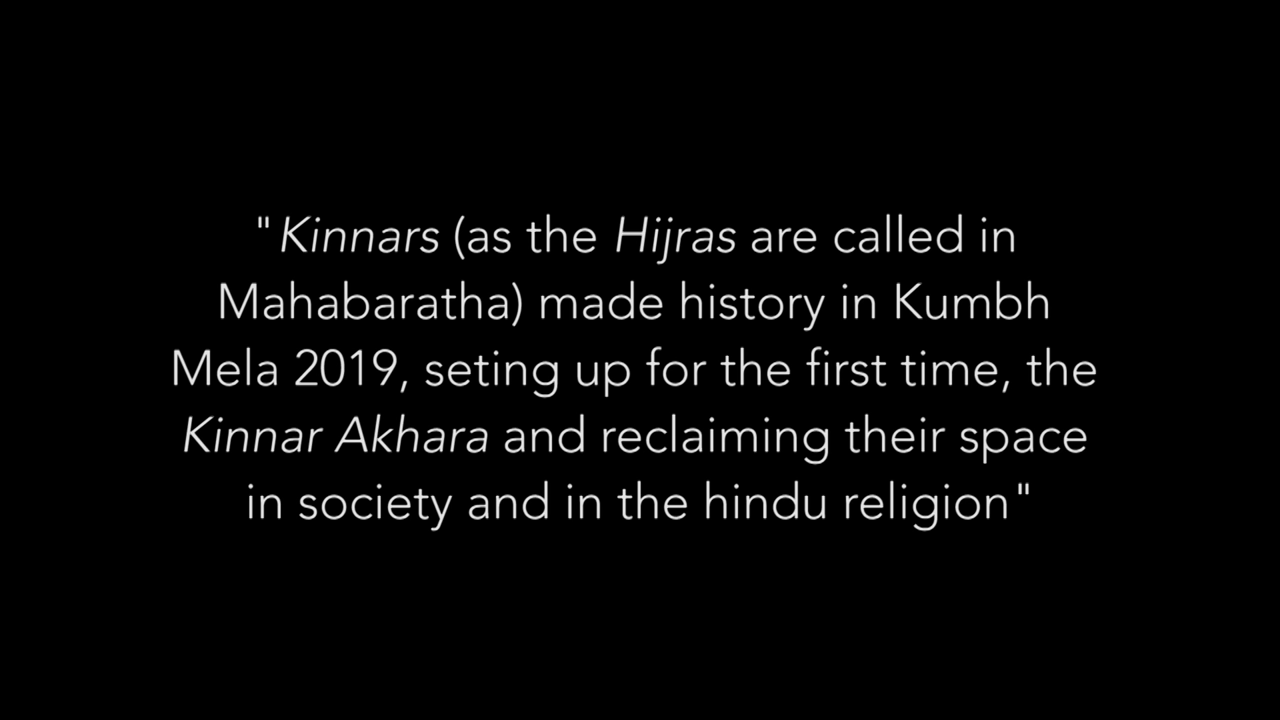 "Kinnars (as the Hijras are called in
Mahabaratha) made history in Kumbh
Mela 2019, seting up for the first time, the
Kinnar Akhara and reclaiming their space
in society and in the hindu religion"